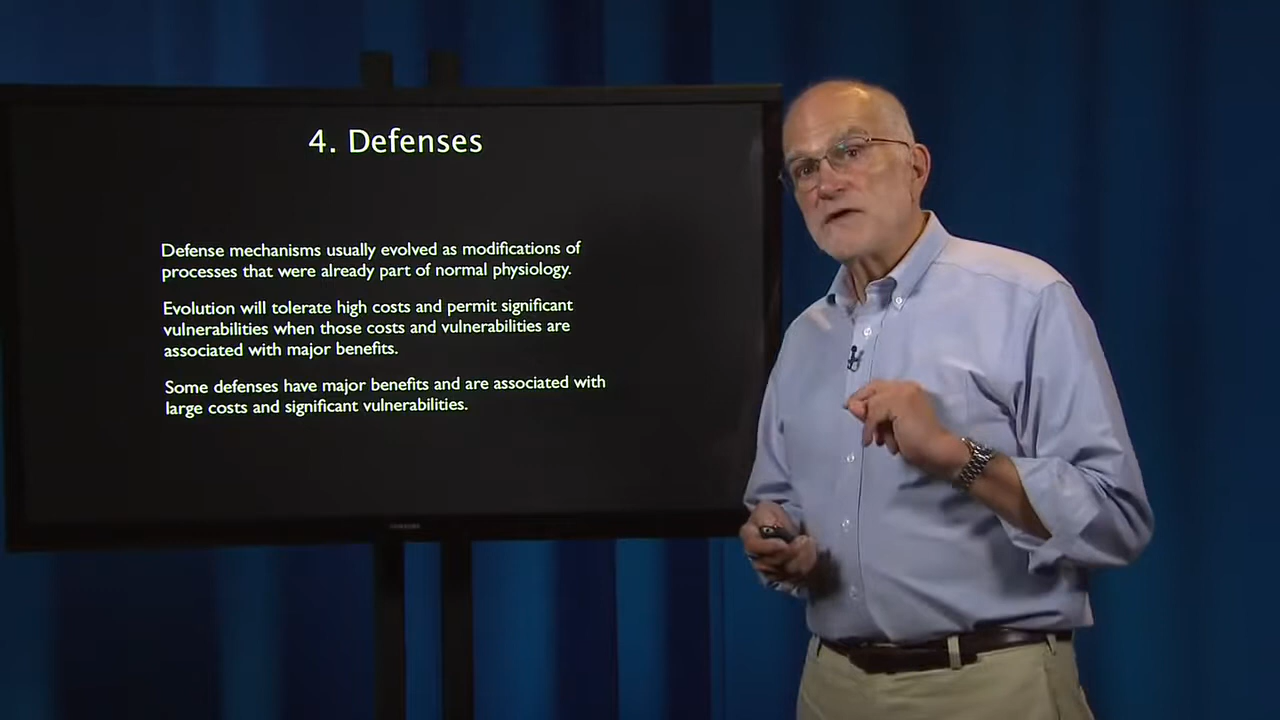 4. Defenses
Defense mechanisms usually evolved as modifications of
processes that were already part of normal physiology.
Evolution will tolerate high costs and permit significant
vulnerabilities when those costs and vulnerabilities are
associated with major benefits.
Some defenses have major benefits and are associated with
large costs and significant vulnerabilities.
SAMSUNG